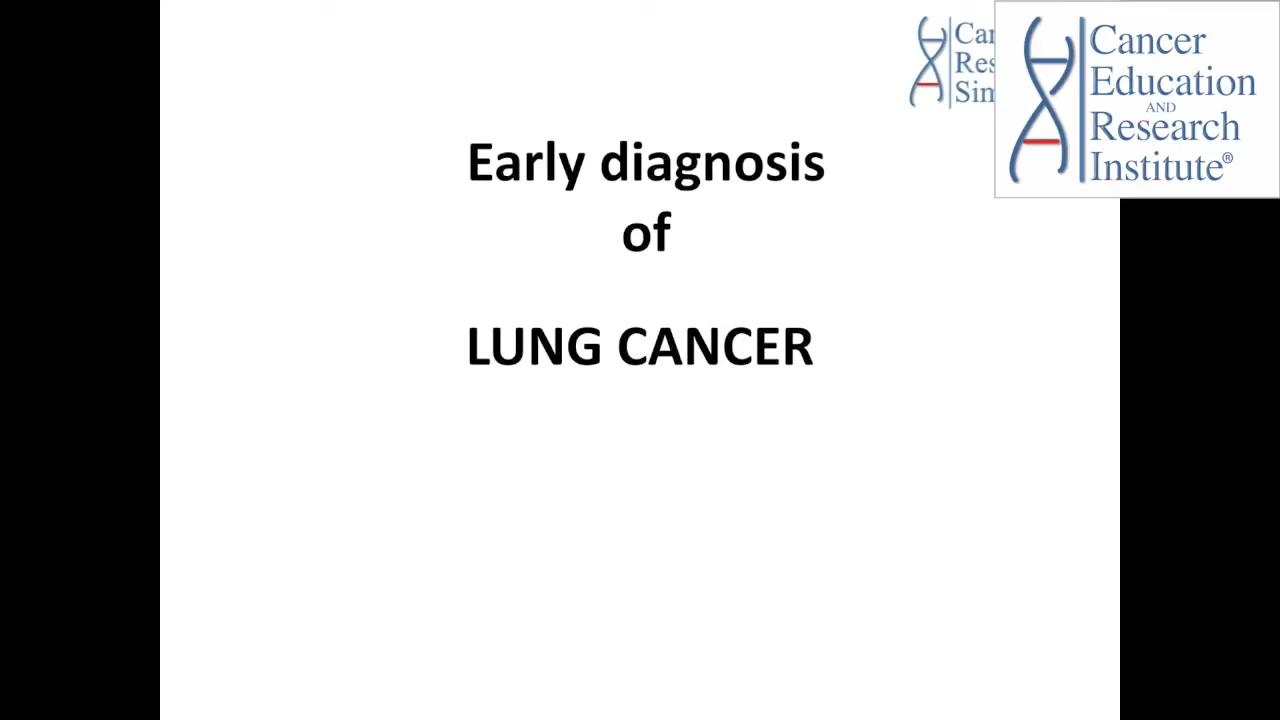 Early diagnosis
of
LUNG CANCER
Cancer
Education
AND
Research
Institute®